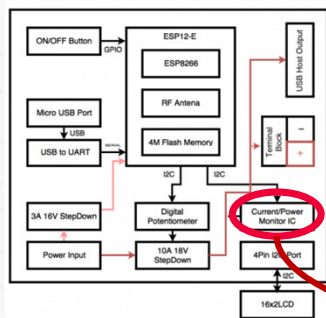 ON/OFF Button
GPIO
ESP12-E
ESP8266
RF Antena
4M Flash Memory
USB Host Output
Micro USB Port
USB
USB to UART
SERIAL
Terminal
Block
−
+
I2C
I2C
3A 16V StepDown
Digital
Potentiometer
Current/Power
Monitor IC
Power Input
10A 18V
StepDown
4Pin I2C Port
I2C
16x2LCD